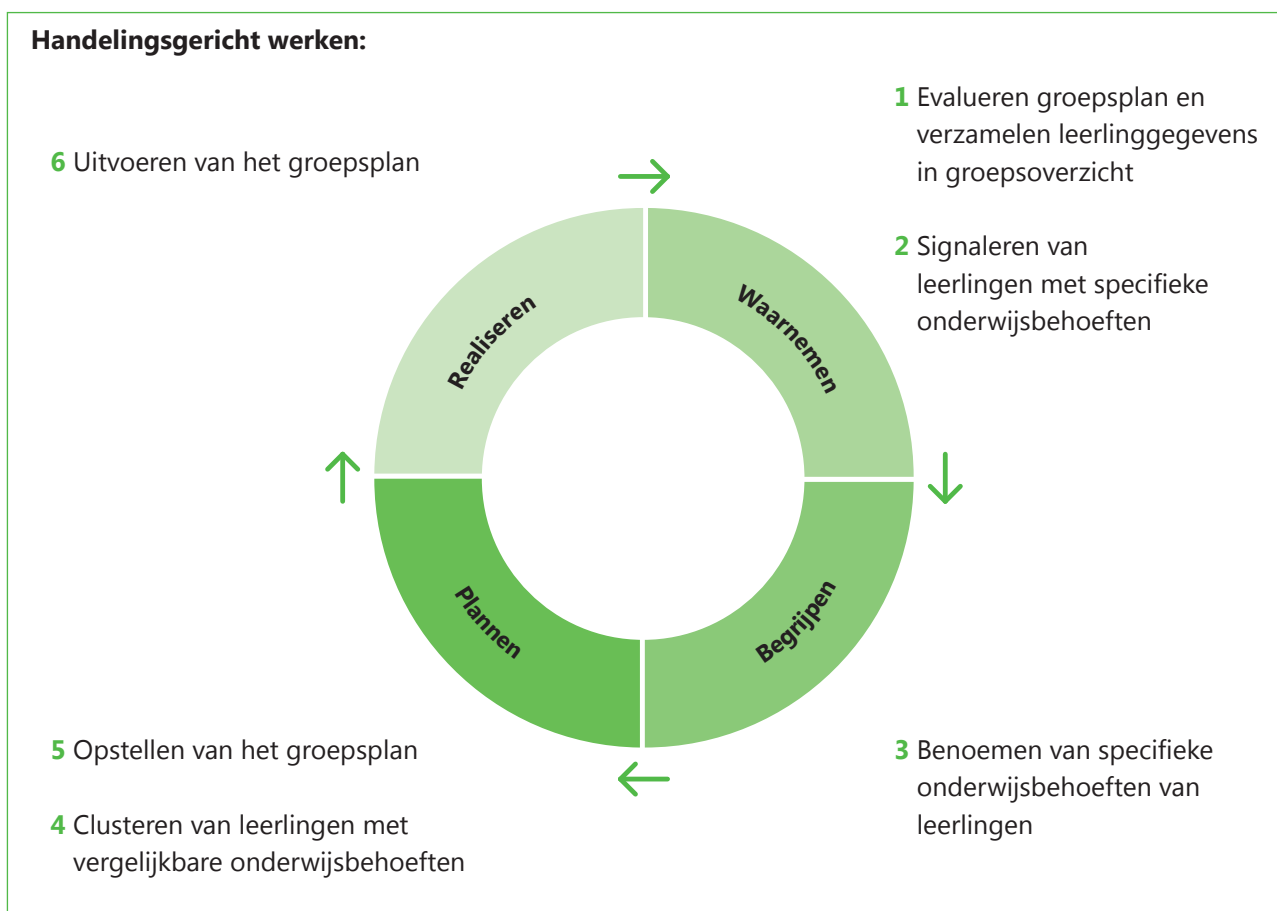 Handelingsgericht werken:
1 Evalueren groepsplan en
verzamelen leerlinggegevens
in groepsoverzicht
2 Signaleren van
leerlingen met specifieke
onderwijsbehoeften
3 Benoemen van specifieke
onderwijsbehoeften van
leerlingen
4 Clusteren van leerlingen met
vergelijkbare onderwijsbehoeften
5 Opstellen van het groepsplan
6 Uitvoeren van het groepsplan
Waarnemen
Begrijpen
Plannen
Realiseren